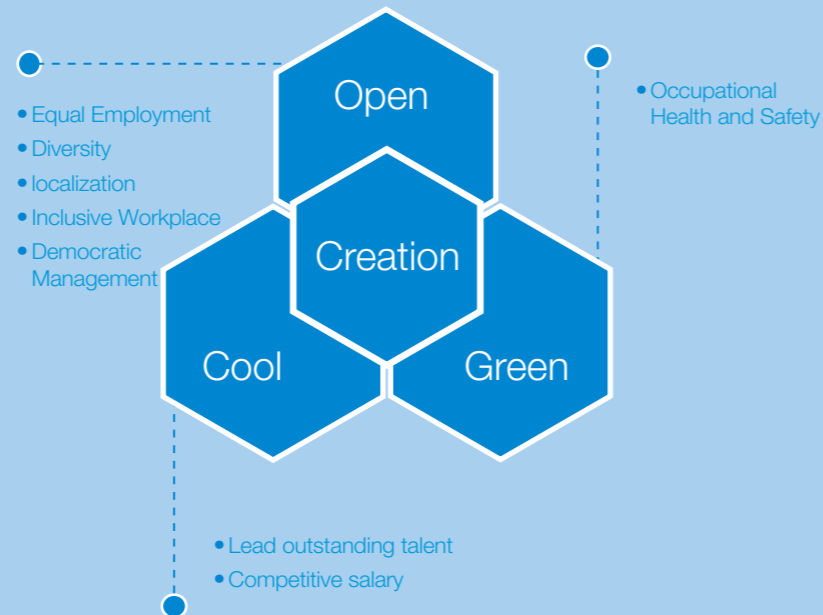 Open
• Equal Employment
• Diversity
• localization
• Inclusive Workplace
• Democratic
Management
• Occupational
Health and Safety
Creation
Cool
Green
• Lead outstanding talent
• Competitive salary